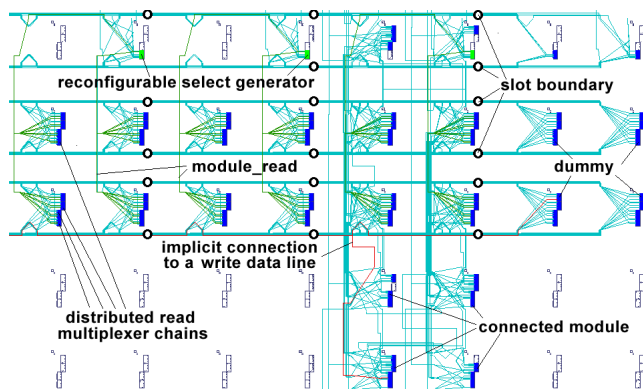 reconfigurable select generator
slot boundary
module_read
dummy
implicit connection
to a write data line
distributed read
multiplexer chains
connected module